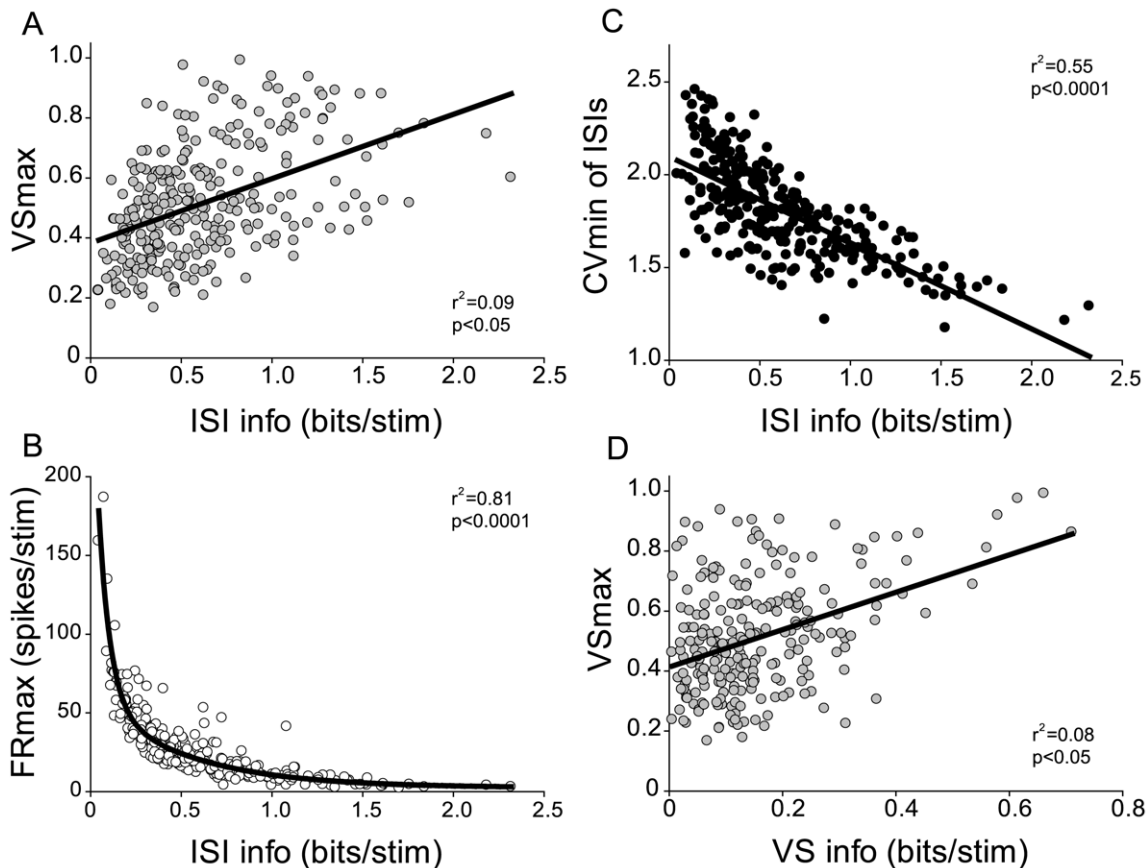 A
VSmax
1.0
0.8
0.6
0.4
0.2
0
r²=0.09
p<0.05
0 0.5 1.0 1.5 2.0 2.5
ISI info (bits/stim)
B
FRmax (spikes/stim)
200
150
100
50
0
r²=0.81
p<0.0001
0 0.5 1.0 1.5 2.0 2.5
ISI info (bits/stim)
C
CVmin of ISIs
2.5
2.0
1.5
1.0
r²=0.55
p<0.0001
0 0.5 1.0 1.5 2.0 2.5
ISI info (bits/stim)
D
VSmax
1.0
0.8
0.6
0.4
0.2
0
r²=0.08
p<0.05
0 0.2 0.4 0.6 0.8
VS info (bits/stim)